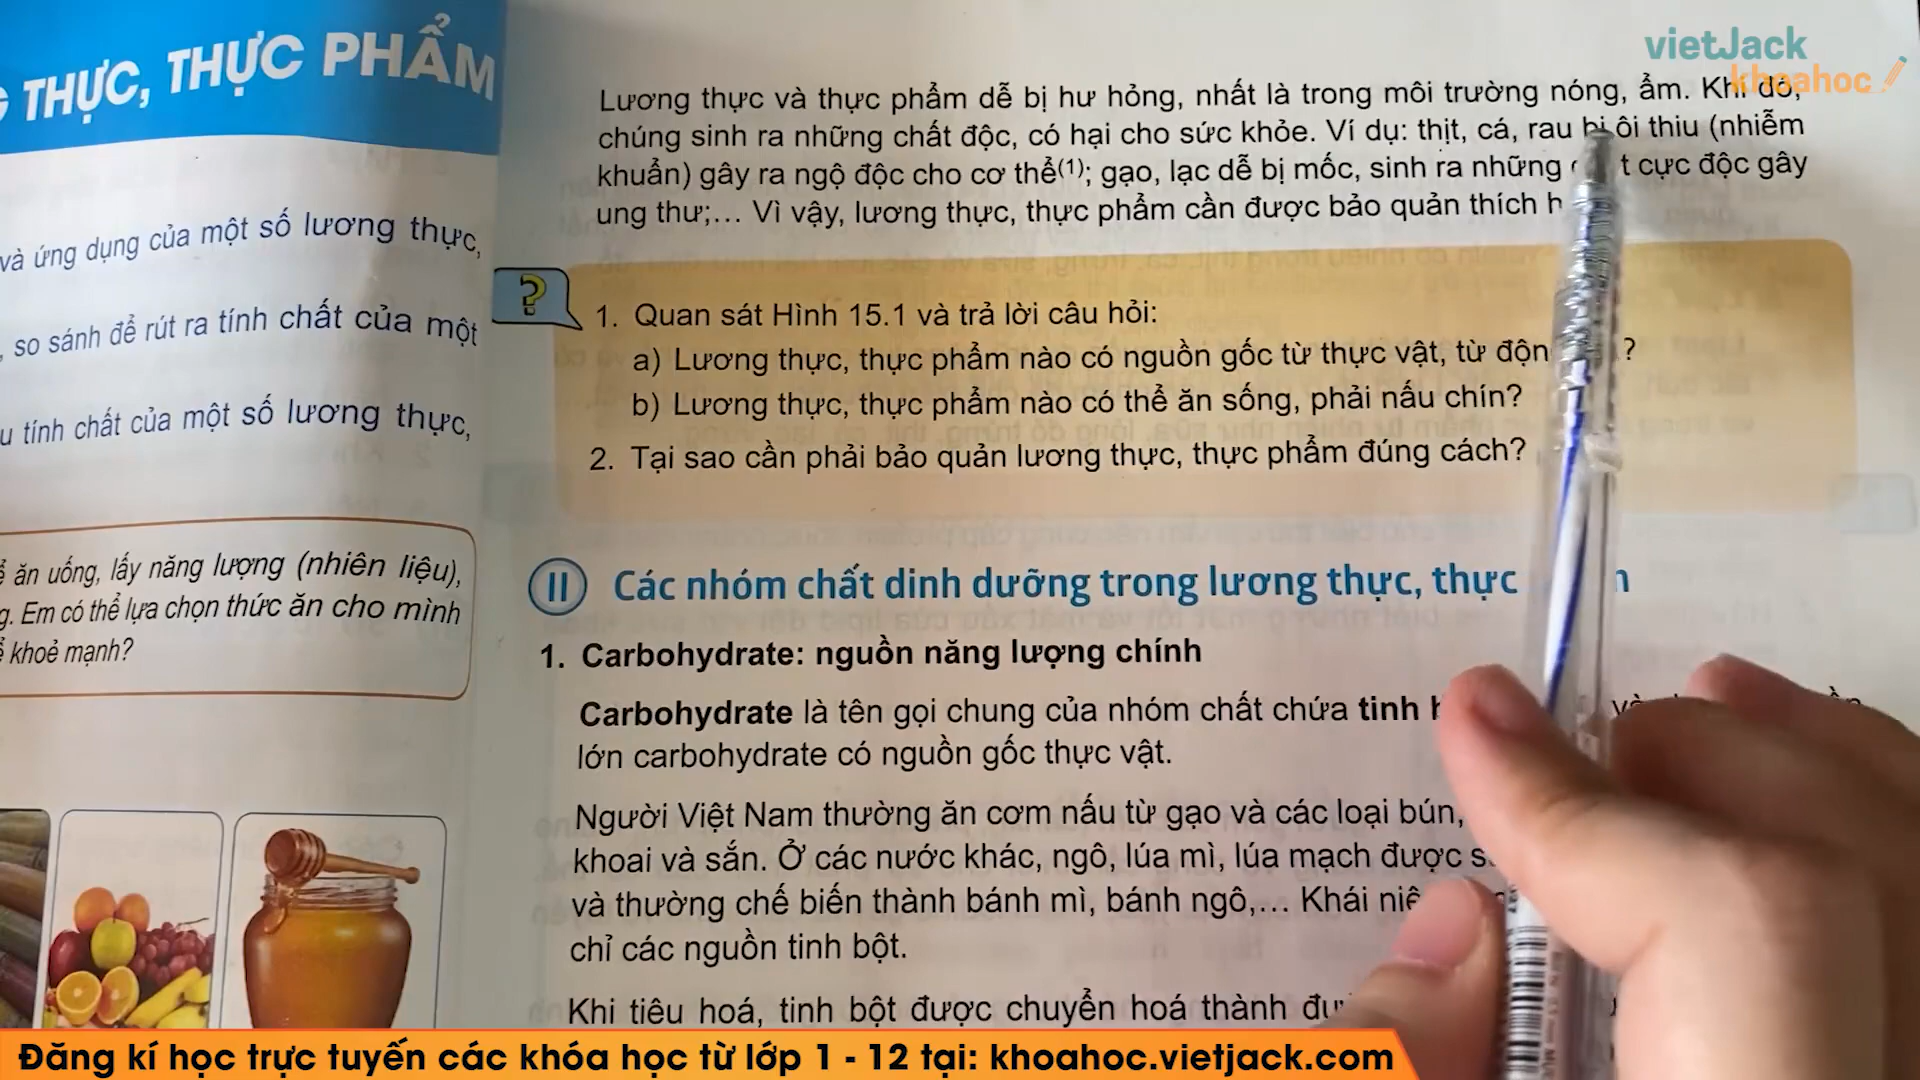 THỰC, THỰC PHẨM
và ứng dụng của một số lương thực,
, so sánh để rút ra tính chất của một
tính chất của một số lương thực,
ăn uống, lấy năng lượng (nhiên liệu),
Em có thể lựa chọn thức ăn cho mình
khoẻ mạnh?
vietJack
khoahoc
Lương thực và thực phẩm dễ bị hư hỏng, nhất là trong môi trường nóng, ẩm. Khi đó,
chúng sinh ra những chất độc, có hại cho sức khỏe. Ví dụ: thịt, cá, rau bị ôi thiu (nhiễm
khuẩn) gây ra ngộ độc cho cơ thể(1); gạo, lạc dễ bị mốc, sinh ra những cực độc gây
ung thư;... Vì vậy, lương thực, thực phẩm cần được bảo quản thích
?
1. Quan sát Hình 15.1 và trả lời câu hỏi:
a) Lương thực, thực phẩm nào có nguồn gốc từ thực vật, từ ?
b) Lương thực, thực phẩm nào có thể ăn sống, phải nấu chín?
2. Tại sao cần phải bảo quản lương thực, thực phẩm đúng cách?
II Các nhóm chất dinh dưỡng trong lương thực, thực
1. Carbohydrate: nguồn năng lượng chính
Carbohydrate là tên gọi chung của nhóm chất chứa tinh
lớn carbohydrate có nguồn gốc thực vật.
Người Việt Nam thường ăn cơm nấu từ gạo và các loại bún,
khoai và sắn. Ở các nước khác, ngô, lúa mì, lúa mạch được
và thường chế biến thành bánh mì, bánh ngô,... Khái
chỉ các nguồn tinh bột.
Khi tiêu hoá, tinh bột được chuyển hoá thành
Đăng kí học trực tuyến các khóa học từ lớp 1 - 12 tại: khoahoc.vietjack.com